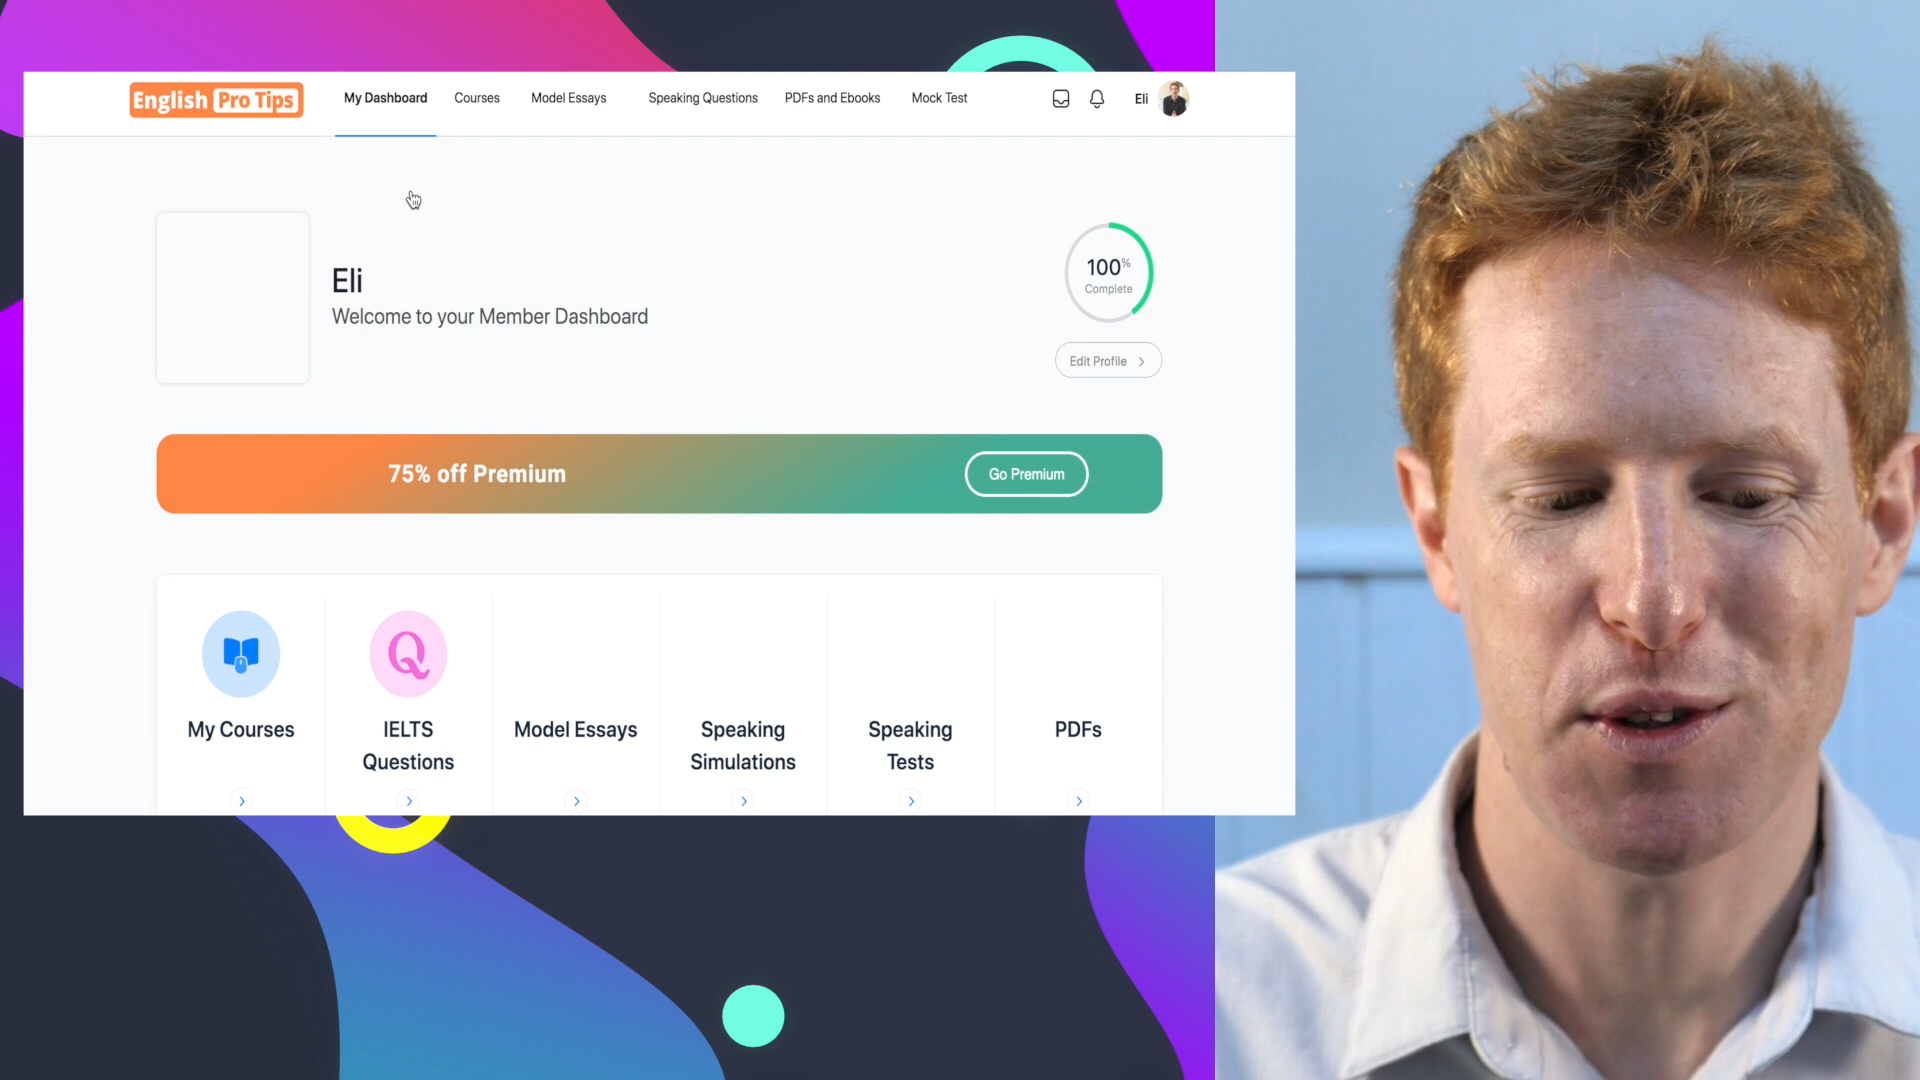 English Pro Tips
My Dashboard
Courses
Model Essays
Speaking Questions
PDFs and Ebooks
Mock Test
Eli
Eli
Welcome to your Member Dashboard
100%
Complete
Edit Profile
75% off Premium
Go Premium
My Courses
IELTS
Questions
Model Essays
Speaking
Simulations
Speaking
Tests
PDFs